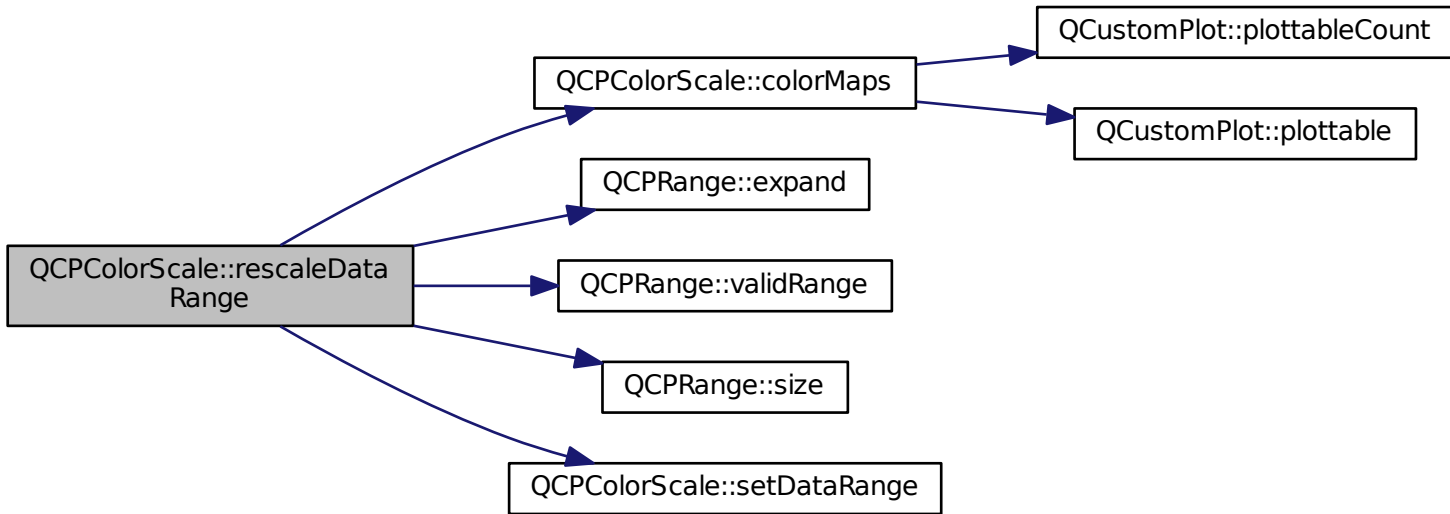 QCustomPlot::plottableCount
QCPColorScale::colorMaps
QCustomPlot::plottable
QCPRange::expand
QCPColorScale::rescaleData
Range
QCPRange::validRange
QCPRange::size
QCPColorScale::setDataRange